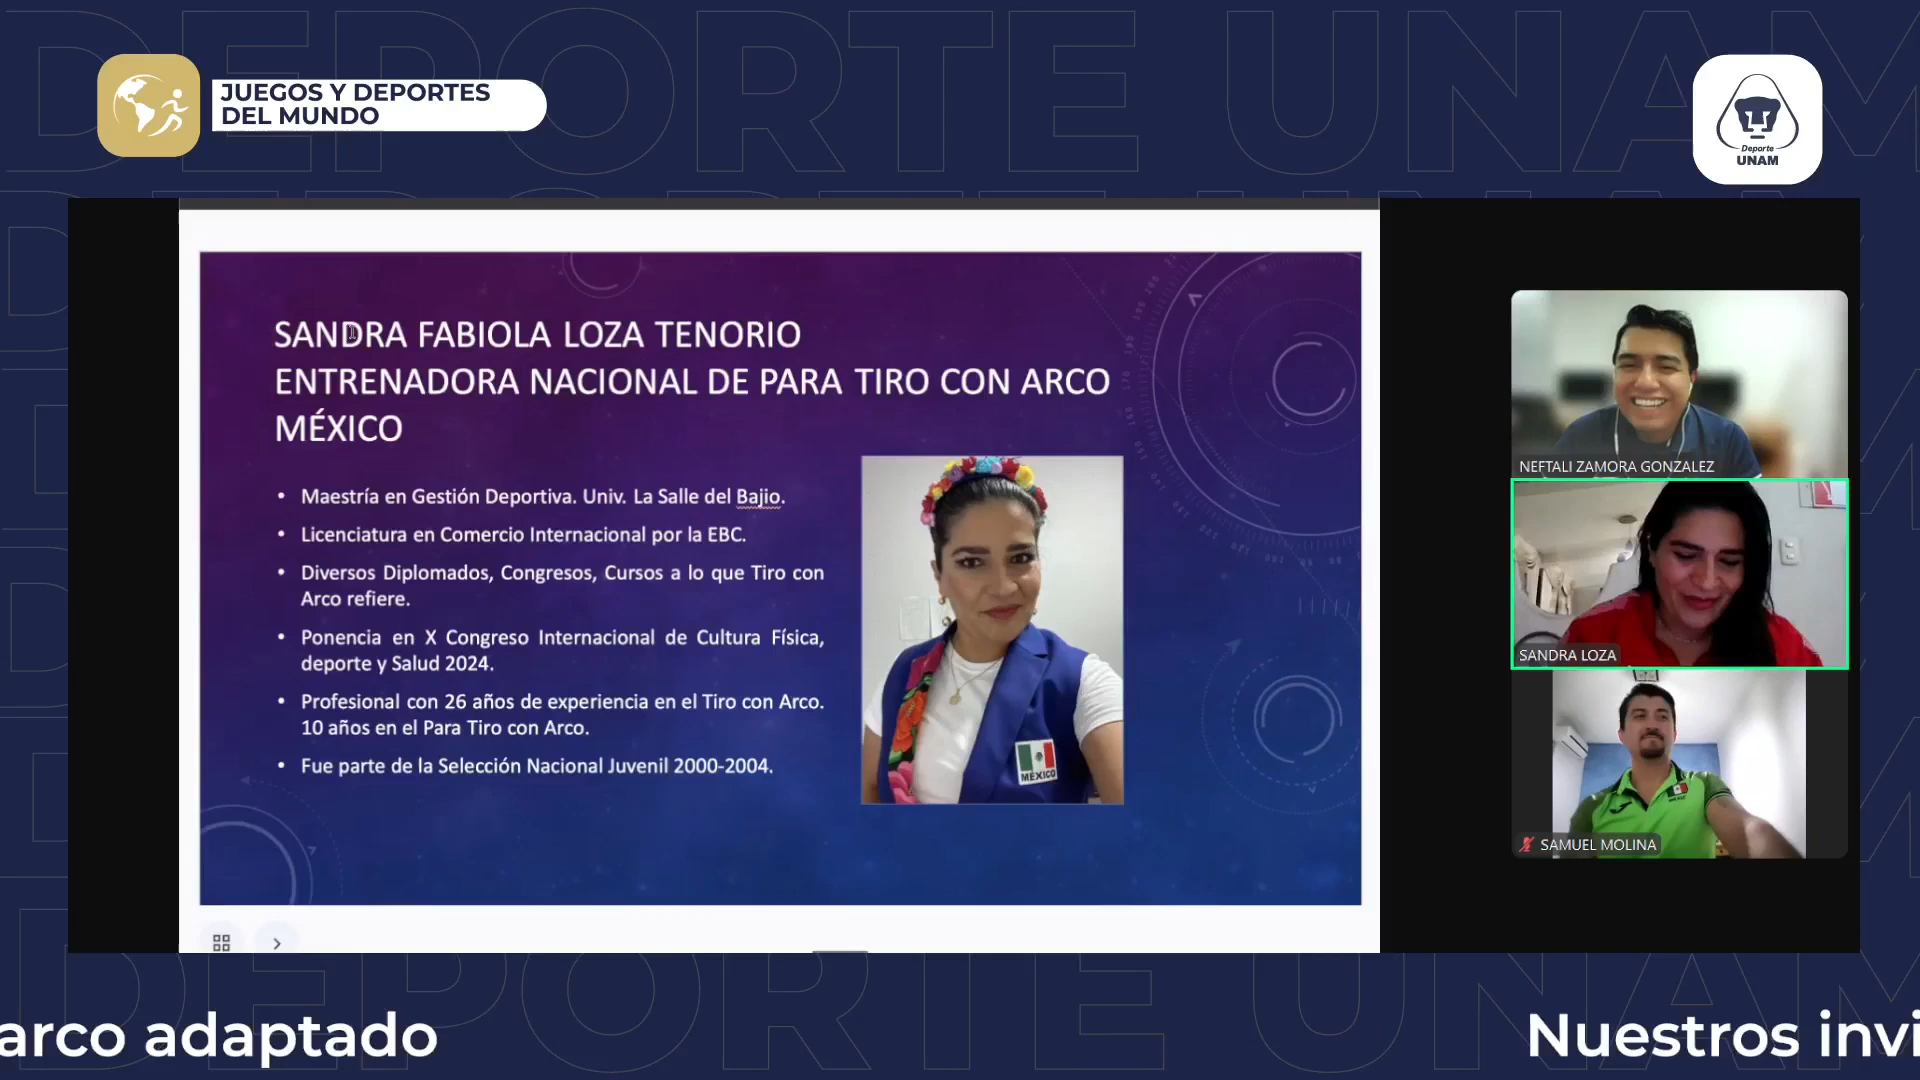 JUEGOS Y DEPORTES
DEL MUNDO
Deporte
UNAM
SANDRA FABIOLA LOZA TENORIO
ENTRENADORA NACIONAL DE PARA TIRO CON ARCO
MÉXICO
• Maestría en Gestión Deportiva. Univ. La Salle del Bajio.
• Licenciatura en Comercio Internacional por la EBC.
• Diversos Diplomados, Congresos, Cursos a lo que Tiro con
Arco refiere.
• Ponencia en X Congreso Internacional de Cultura Física,
deporte y Salud 2024.
• Profesional con 26 años de experiencia en el Tiro con Arco.
10 años en el Para Tiro con Arco.
• Fue parte de la Selección Nacional Juvenil 2000-2004.
MÉXICO
NEFTALI ZAMORA GONZALEZ
SANDRA LOZA
SAMUEL MOLINA
arco adaptado
Nuestros invi
DEPORTE UNAM